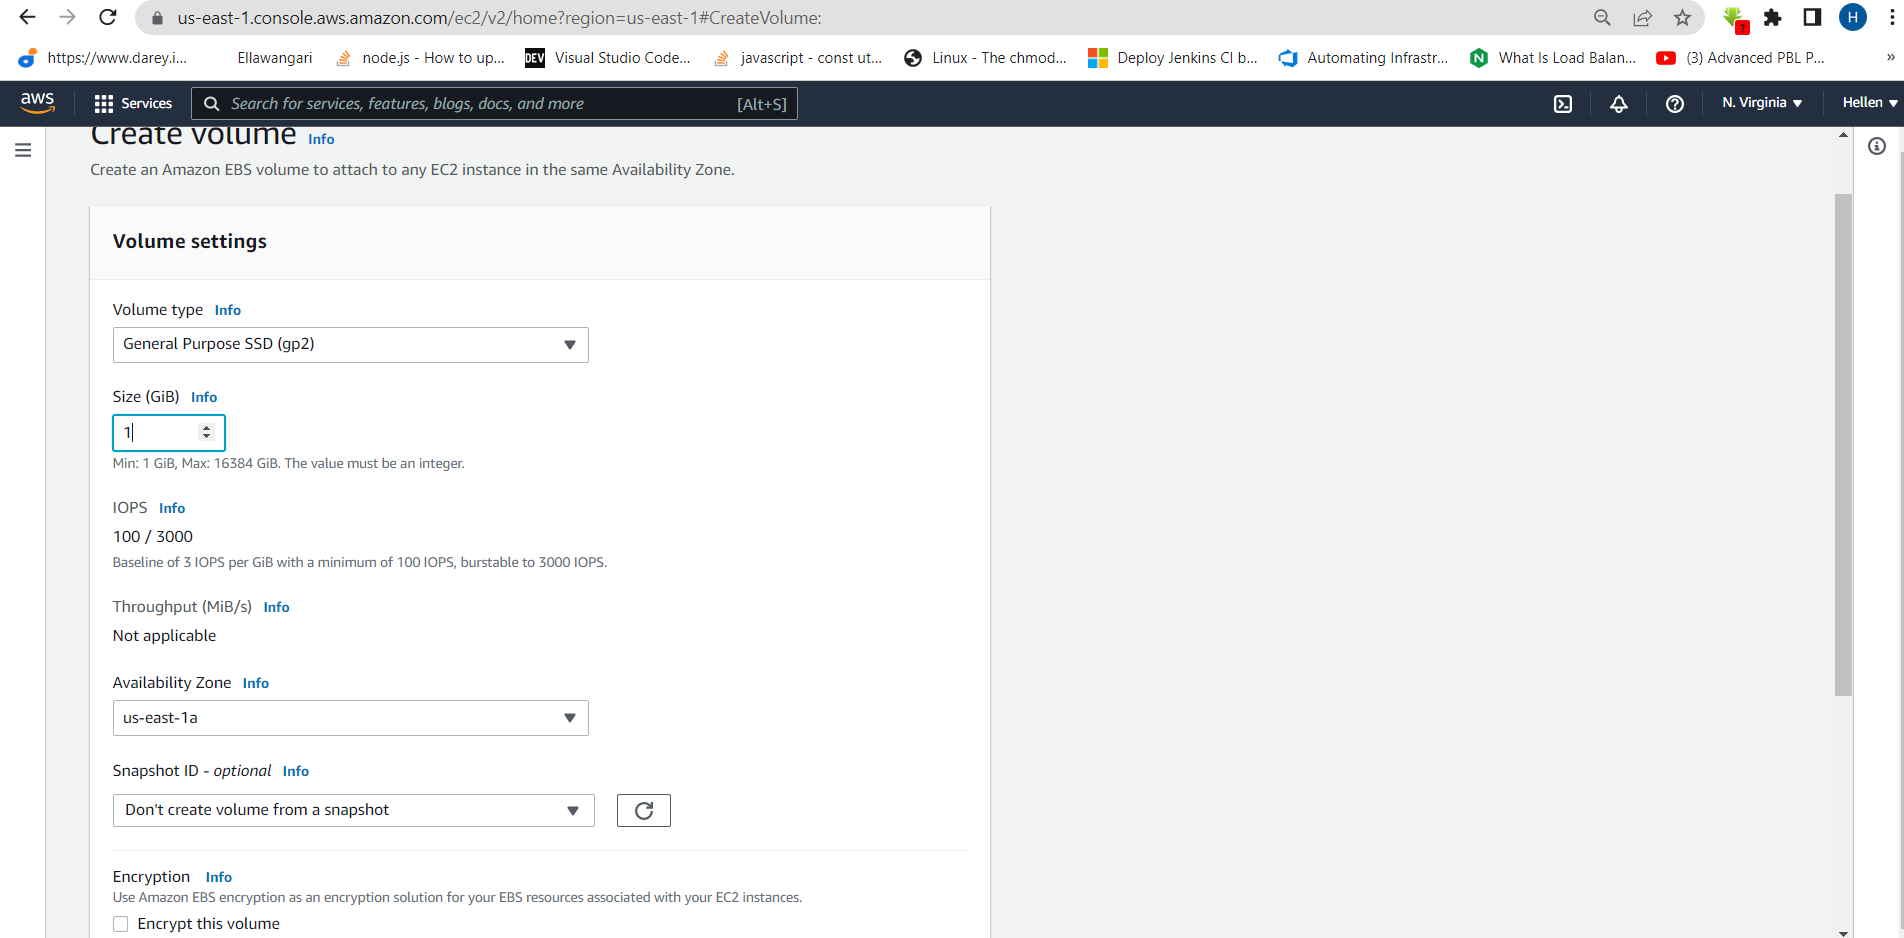 us-east-1.console.aws.amazon.com/ec2/v2/home?region=us-east-1#CreateVolume:
?
H
https://www.darey.i...
Ellawangari
node.js - How to up...
DEV
Visual Studio Code...
javascript - const ut...
Linux - The chmod...
Deploy Jenkins CI b...
Automating Infrastr...
N
What Is Load Balan...
(3) Advanced PBL P...
»
aws
Services
Search for services, features, blogs, docs, and more
[Alt+S]
N. Virginia
Hellen
Create volume Info
Create an Amazon EBS volume to attach to any EC2 instance in the same Availability Zone.
Volume settings
Volume type Info
General Purpose SSD (gp2)
Size (GiB) Info
1
Min: 1 GiB, Max: 16384 GiB. The value must be an integer.
IOPS Info
100 / 3000
Baseline of 3 IOPS per GiB with a minimum of 100 IOPS, burstable to 3000 IOPS.
Throughput (MiB/s) Info
Not applicable
Availability Zone Info
us-east-1a
Snapshot ID - optional Info
Don't create volume from a snapshot
Encryption Info
Use Amazon EBS encryption as an encryption solution for your EBS resources associated with your EC2 instances.
Encrypt this volume